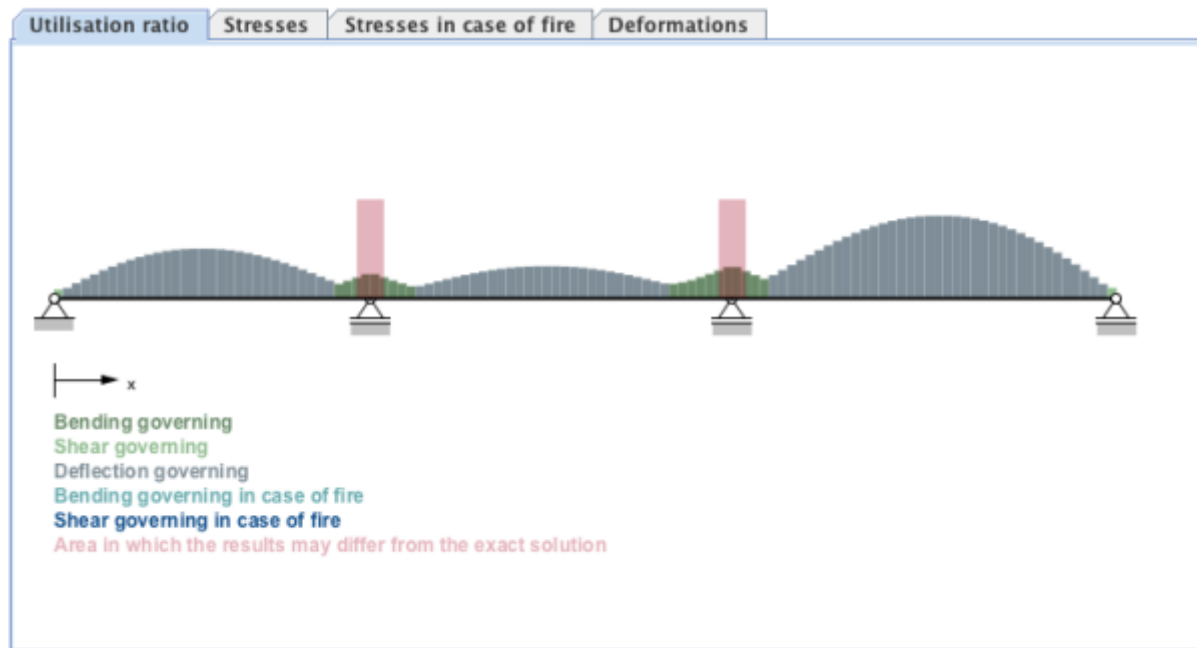 Utilisation ratio Stresses Stresses in case of fire Deformations
x
Bending governing
Shear governing
Deflection governing
Bending governing in case of fire
Shear governing in case of fire
Area in which the results may differ from the exact solution